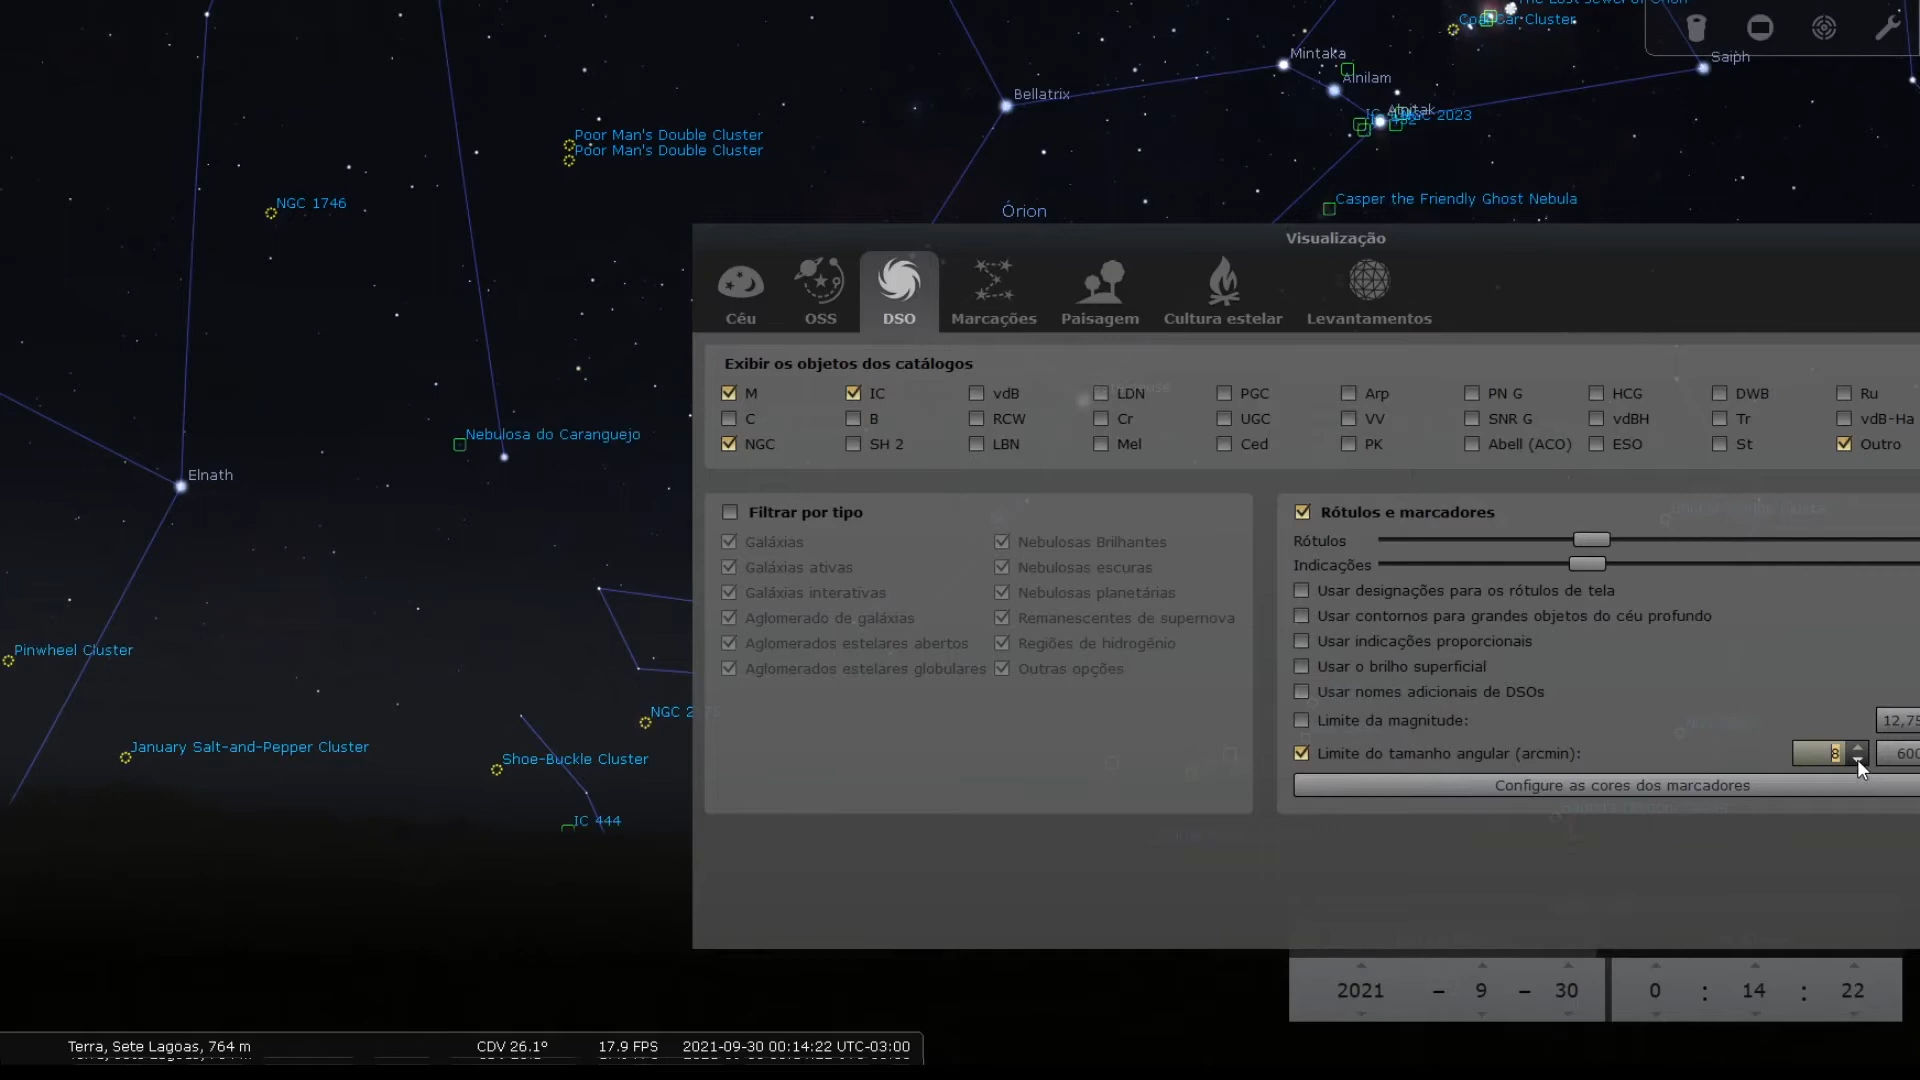 Coat Car Cluster
Mintaka
Saiph
Alnilam
Bellatrix
Alnitak
NGC 2023
Poor Man's Double Cluster
Poor Man's Double Cluster
NGC 1746
Casper the Friendly Ghost Nebula
Órion
Visualização
Céu OSS DSO Marcações Paisagem Cultura estelar Levantamentos
Exibir os objetos dos catálogos
M IC vdB LDN PGC Arp PN G HCG DWB Ru
C B RCW Cr UGC VV SNR G vdBH Tr vdB-Ha
NGC SH 2 LBN Mel Ced PK Abell (ACO) ESO St Outro
Nebulosa do Caranguejo
Elnath
Filtrar por tipo
Galáxias Nebulosas Brilhantes
Galáxias ativas Nebulosas escuras
Galáxias interativas Nebulosas planetárias
Aglomerado de galáxias Remanescentes de supernova
Aglomerados estelares abertos Regiões de hidrogênio
Aglomerados estelares globulares Outras opções
Rótulos e marcadores
Rótulos
Indicações
Usar designações para os rótulos de tela
Usar contornos para grandes objetos do céu profundo
Usar indicações proporcionais
Usar o brilho superficial
Usar nomes adicionais de DSOs
Limite da magnitude: 12,75
Limite do tamanho angular (arcmin): 8 600
Configure as cores dos marcadores
Pinwheel Cluster
NGC 2
January Salt-and-Pepper Cluster
Shoe-Buckle Cluster
IC 444
2021 - 9 - 30 0 : 14 : 22
Terra, Sete Lagoas, 764 m CDV 26.1° 17.9 FPS 2021-09-30 00:14:22 UTC-03:00